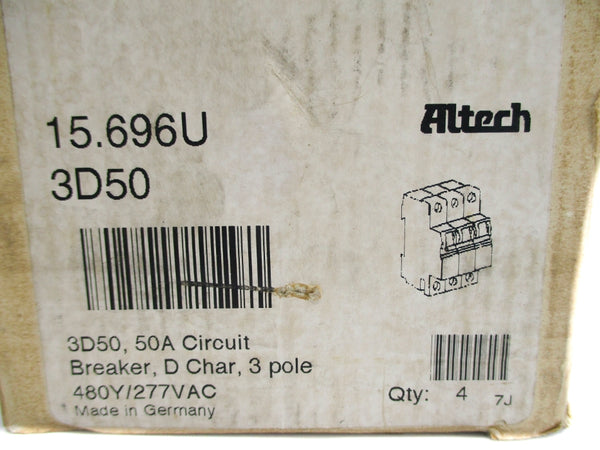 15.696U
Altech
3D50
3D50, 50A Circuit
Breaker, D Char, 3 pole
480Y/277VAC
Made in Germany
Qty: 4 7J